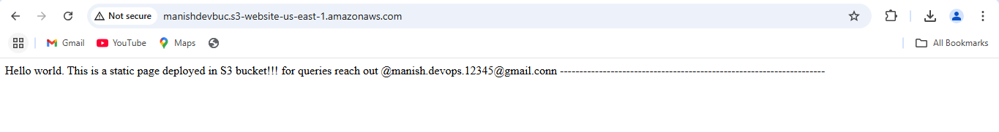 Not secure manishdevbuc.s3-website-us-east-1.amazonaws.com
Gmail YouTube Maps All Bookmarks
Hello world. This is a static page deployed in S3 bucket!!! for queries reach out @manish.devops.12345@gmail.conn --------------------------------------------------------------------